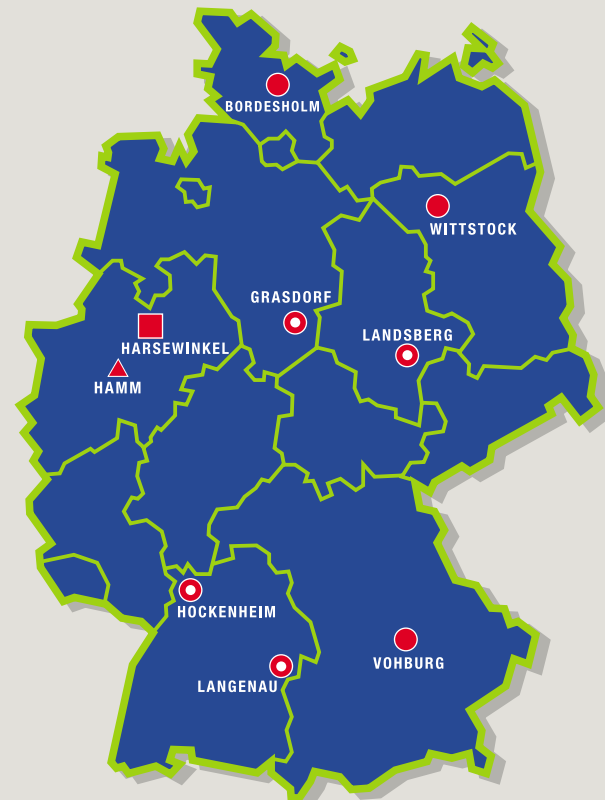 BORDESHOLM
WITTSTOCK
GRASDORF
LANDSBERG
HARSEWINKEL
HAMM
HOCKENHEIM
VOHBURG
LANGENAU